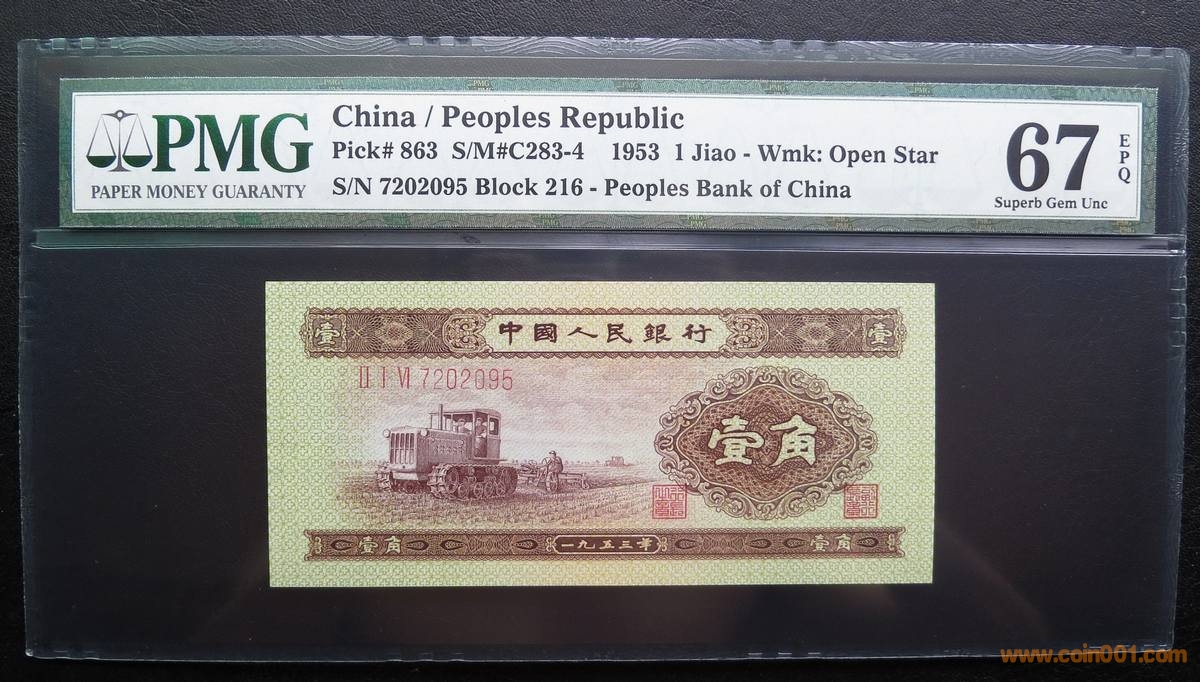 PMG
PAPER MONEY GUARANTY
China / Peoples Republic
Pick# 863 S/M#C283-4 1953 1 Jiao - Wmk: Open Star
S/N 7202095 Block 216 - Peoples Bank of China
67
EPQ
Superb Gem Unc
壹 中國人民銀行 壹
II I VI 7202095
壹角
壹角 一九五三年 壹角
www.coin001.com